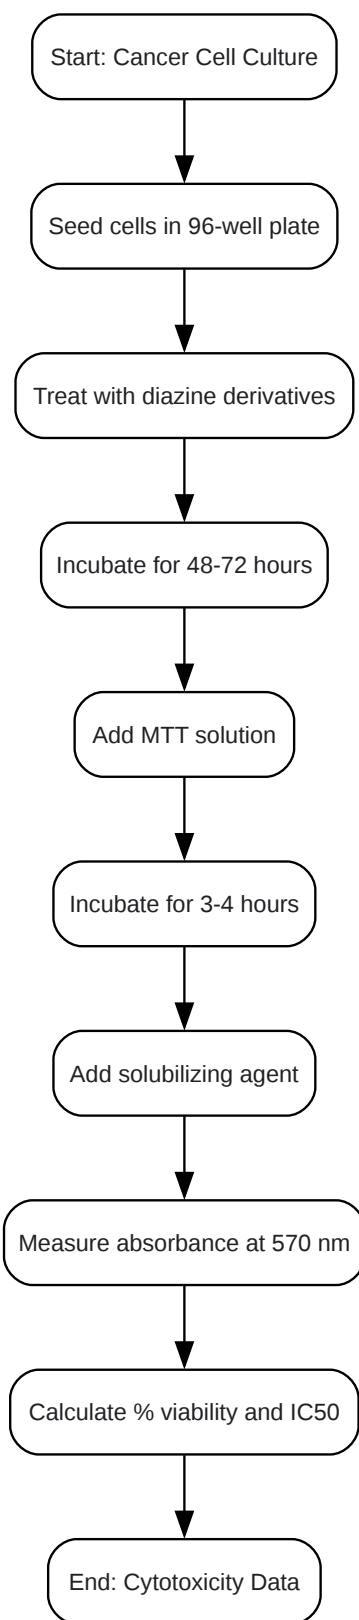 Start: Cancer Cell Culture
Seed cells in 96-well plate
Treat with diazine derivatives
Incubate for 48-72 hours
Add MTT solution
Incubate for 3-4 hours
Add solubilizing agent
Measure absorbance at 570 nm
Calculate % viability and IC50
End: Cytotoxicity Data